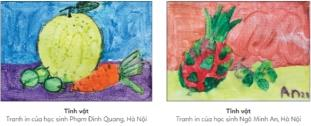 An23
Tĩnh vật
Tranh in của học sinh Phạm Đình Quang, Hà Nội
Tĩnh vật
Tranh in của học sinh Ngô Minh An, Hà Nội